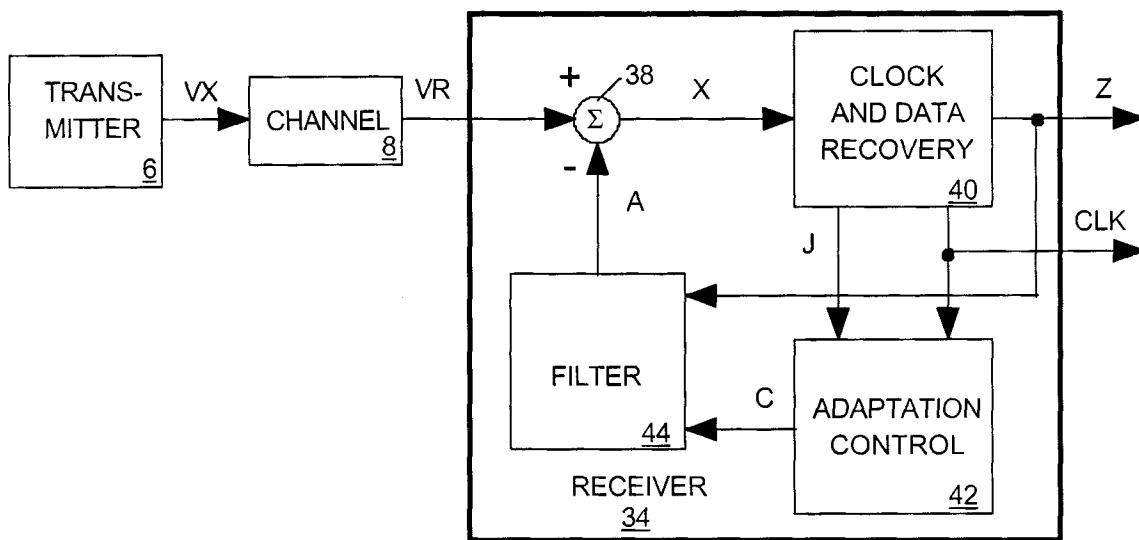 TRANS-
MITTER
6
VX
CHANNEL
8
VR
+
-
38
Σ
X
A
CLOCK
AND DATA
RECOVERY
40
Z
CLK
J
FILTER
44
C
ADAPTATION
CONTROL
42
RECEIVER
34